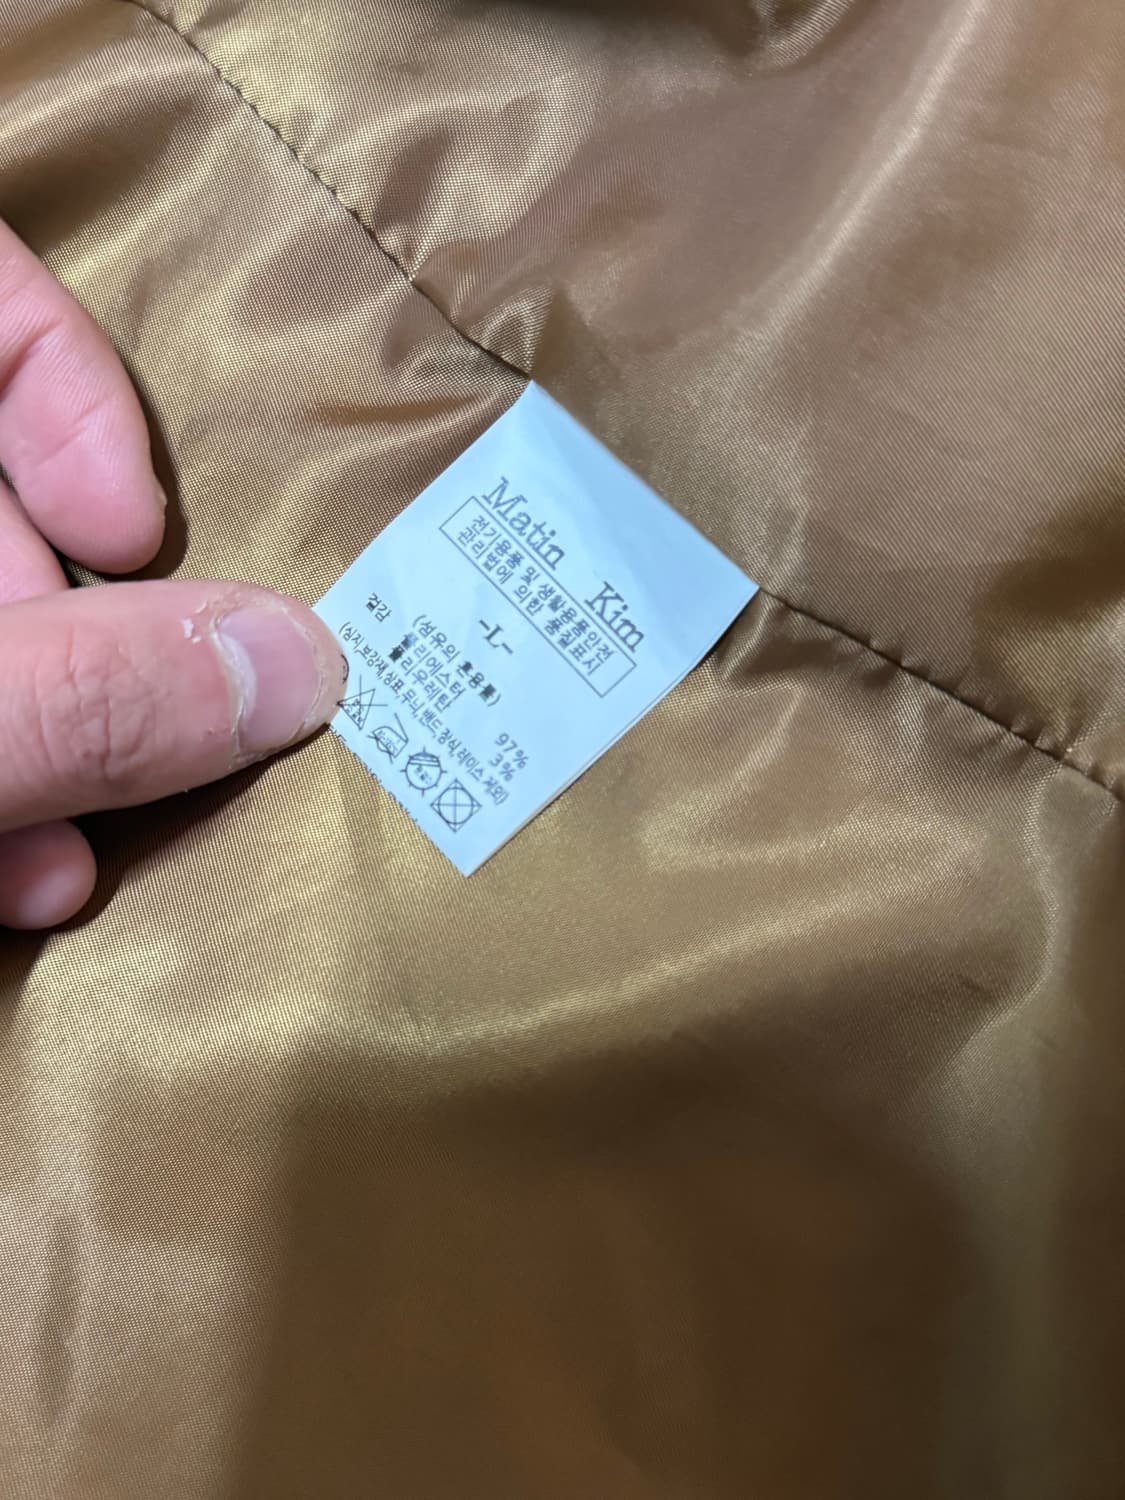 Matin Kim
전기용품 및 생활용품안전
관리법에 의한 품질표시
-L-
(섬유의 혼용률)
겉감 폴리에스터 97%
폴리우레탄 3%
(심지,보강재,상표,무늬,밴드,장식,레이스 제외)